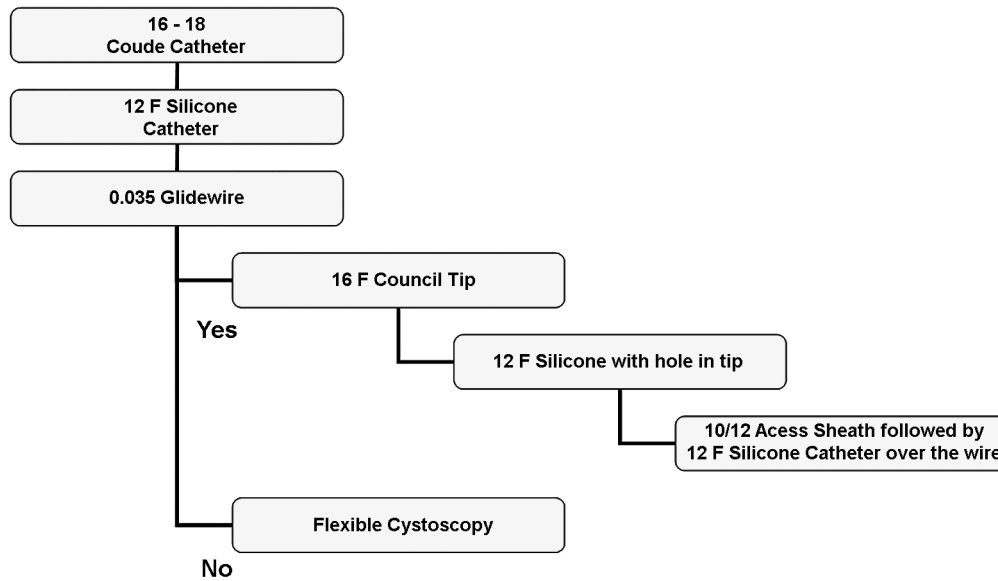 16 - 18
Coude Catheter
12 F Silicone
Catheter
0.035 Glidewire
16 F Council Tip
Yes
12 F Silicone with hole in tip
10/12 Acess Sheath followed by
12 F Silicone Catheter over the wire
Flexible Cystoscopy
No